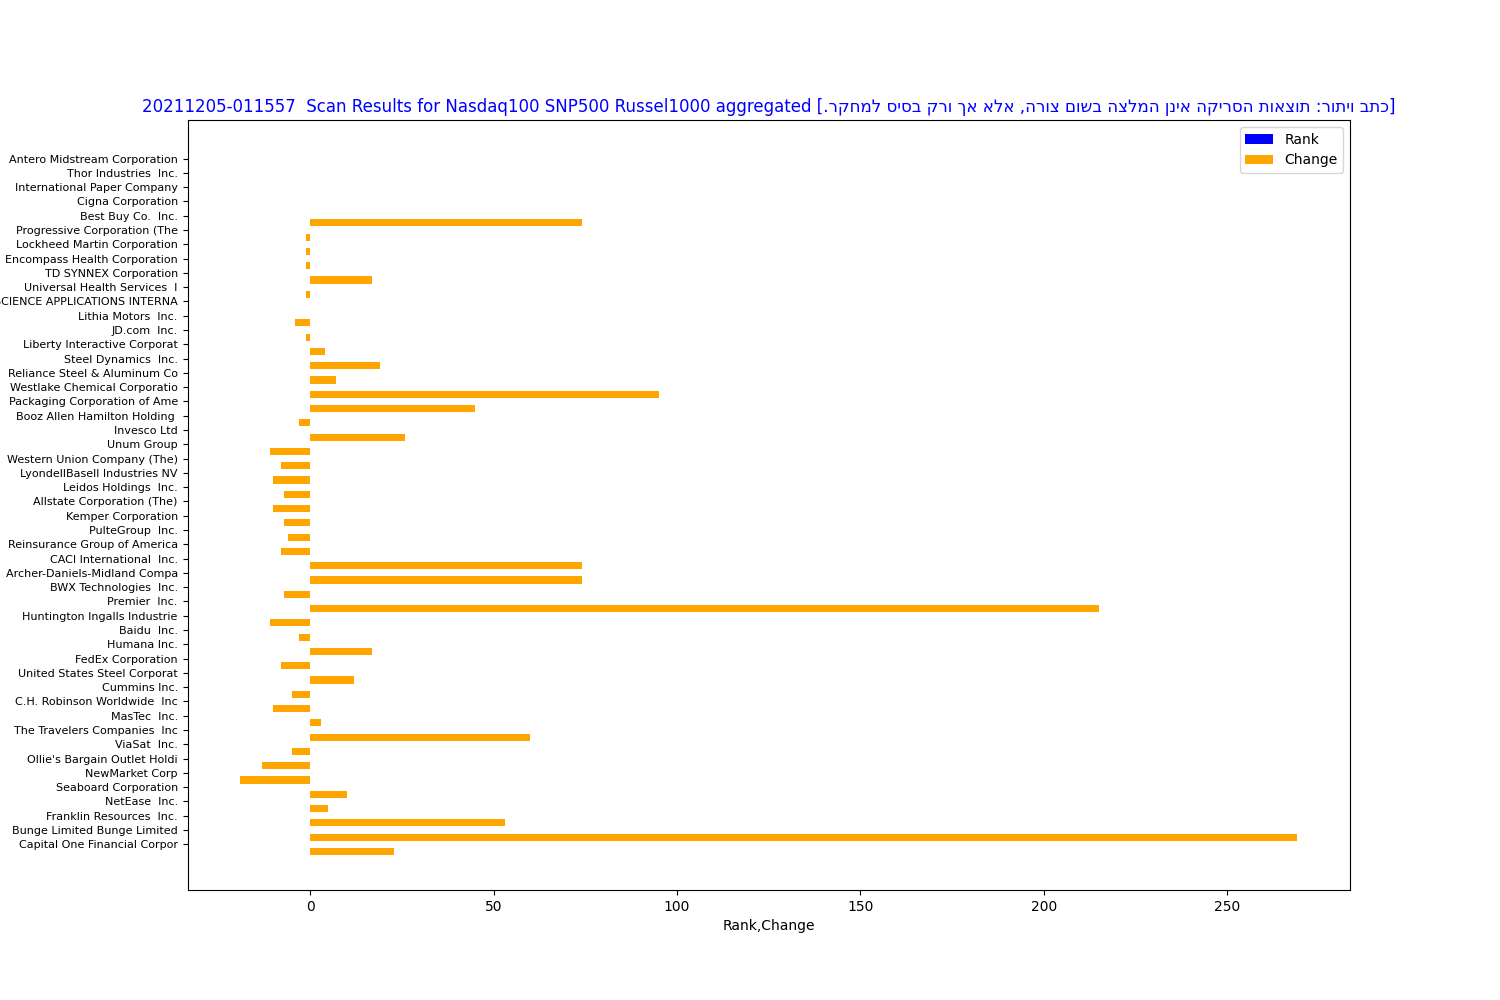 20211205-011557  Scan Results for Nasdaq100 SNP500 Russel1000 aggregated [כתב ויתור: תוצאות הסריקה אינן המלצה בשום צורה, אלא אך ורק בסיס למחקר.]
Rank
Change
Antero Midstream Corporation
Thor Industries  Inc.
International Paper Company
Cigna Corporation
Best Buy Co.  Inc.
Progressive Corporation (The
Lockheed Martin Corporation
Encompass Health Corporation
TD SYNNEX Corporation
Universal Health Services  I
CIENCE APPLICATIONS INTERNA
Lithia Motors  Inc.
JD.com  Inc.
Liberty Interactive Corporat
Steel Dynamics  Inc.
Reliance Steel & Aluminum Co
Westlake Chemical Corporatio
Packaging Corporation of Ame
Booz Allen Hamilton Holding
Invesco Ltd
Unum Group
Western Union Company (The)
LyondellBasell Industries NV
Leidos Holdings  Inc.
Allstate Corporation (The)
Kemper Corporation
PulteGroup  Inc.
Reinsurance Group of America
CACI International  Inc.
Archer-Daniels-Midland Compa
BWX Technologies  Inc.
Premier  Inc.
Huntington Ingalls Industrie
Baidu  Inc.
Humana Inc.
FedEx Corporation
United States Steel Corporat
Cummins Inc.
C.H. Robinson Worldwide  Inc
MasTec  Inc.
The Travelers Companies  Inc
ViaSat  Inc.
Ollie's Bargain Outlet Holdi
NewMarket Corp
Seaboard Corporation
NetEase  Inc.
Franklin Resources  Inc.
Bunge Limited Bunge Limited
Capital One Financial Corpor
0 50 100 150 200 250
Rank,Change